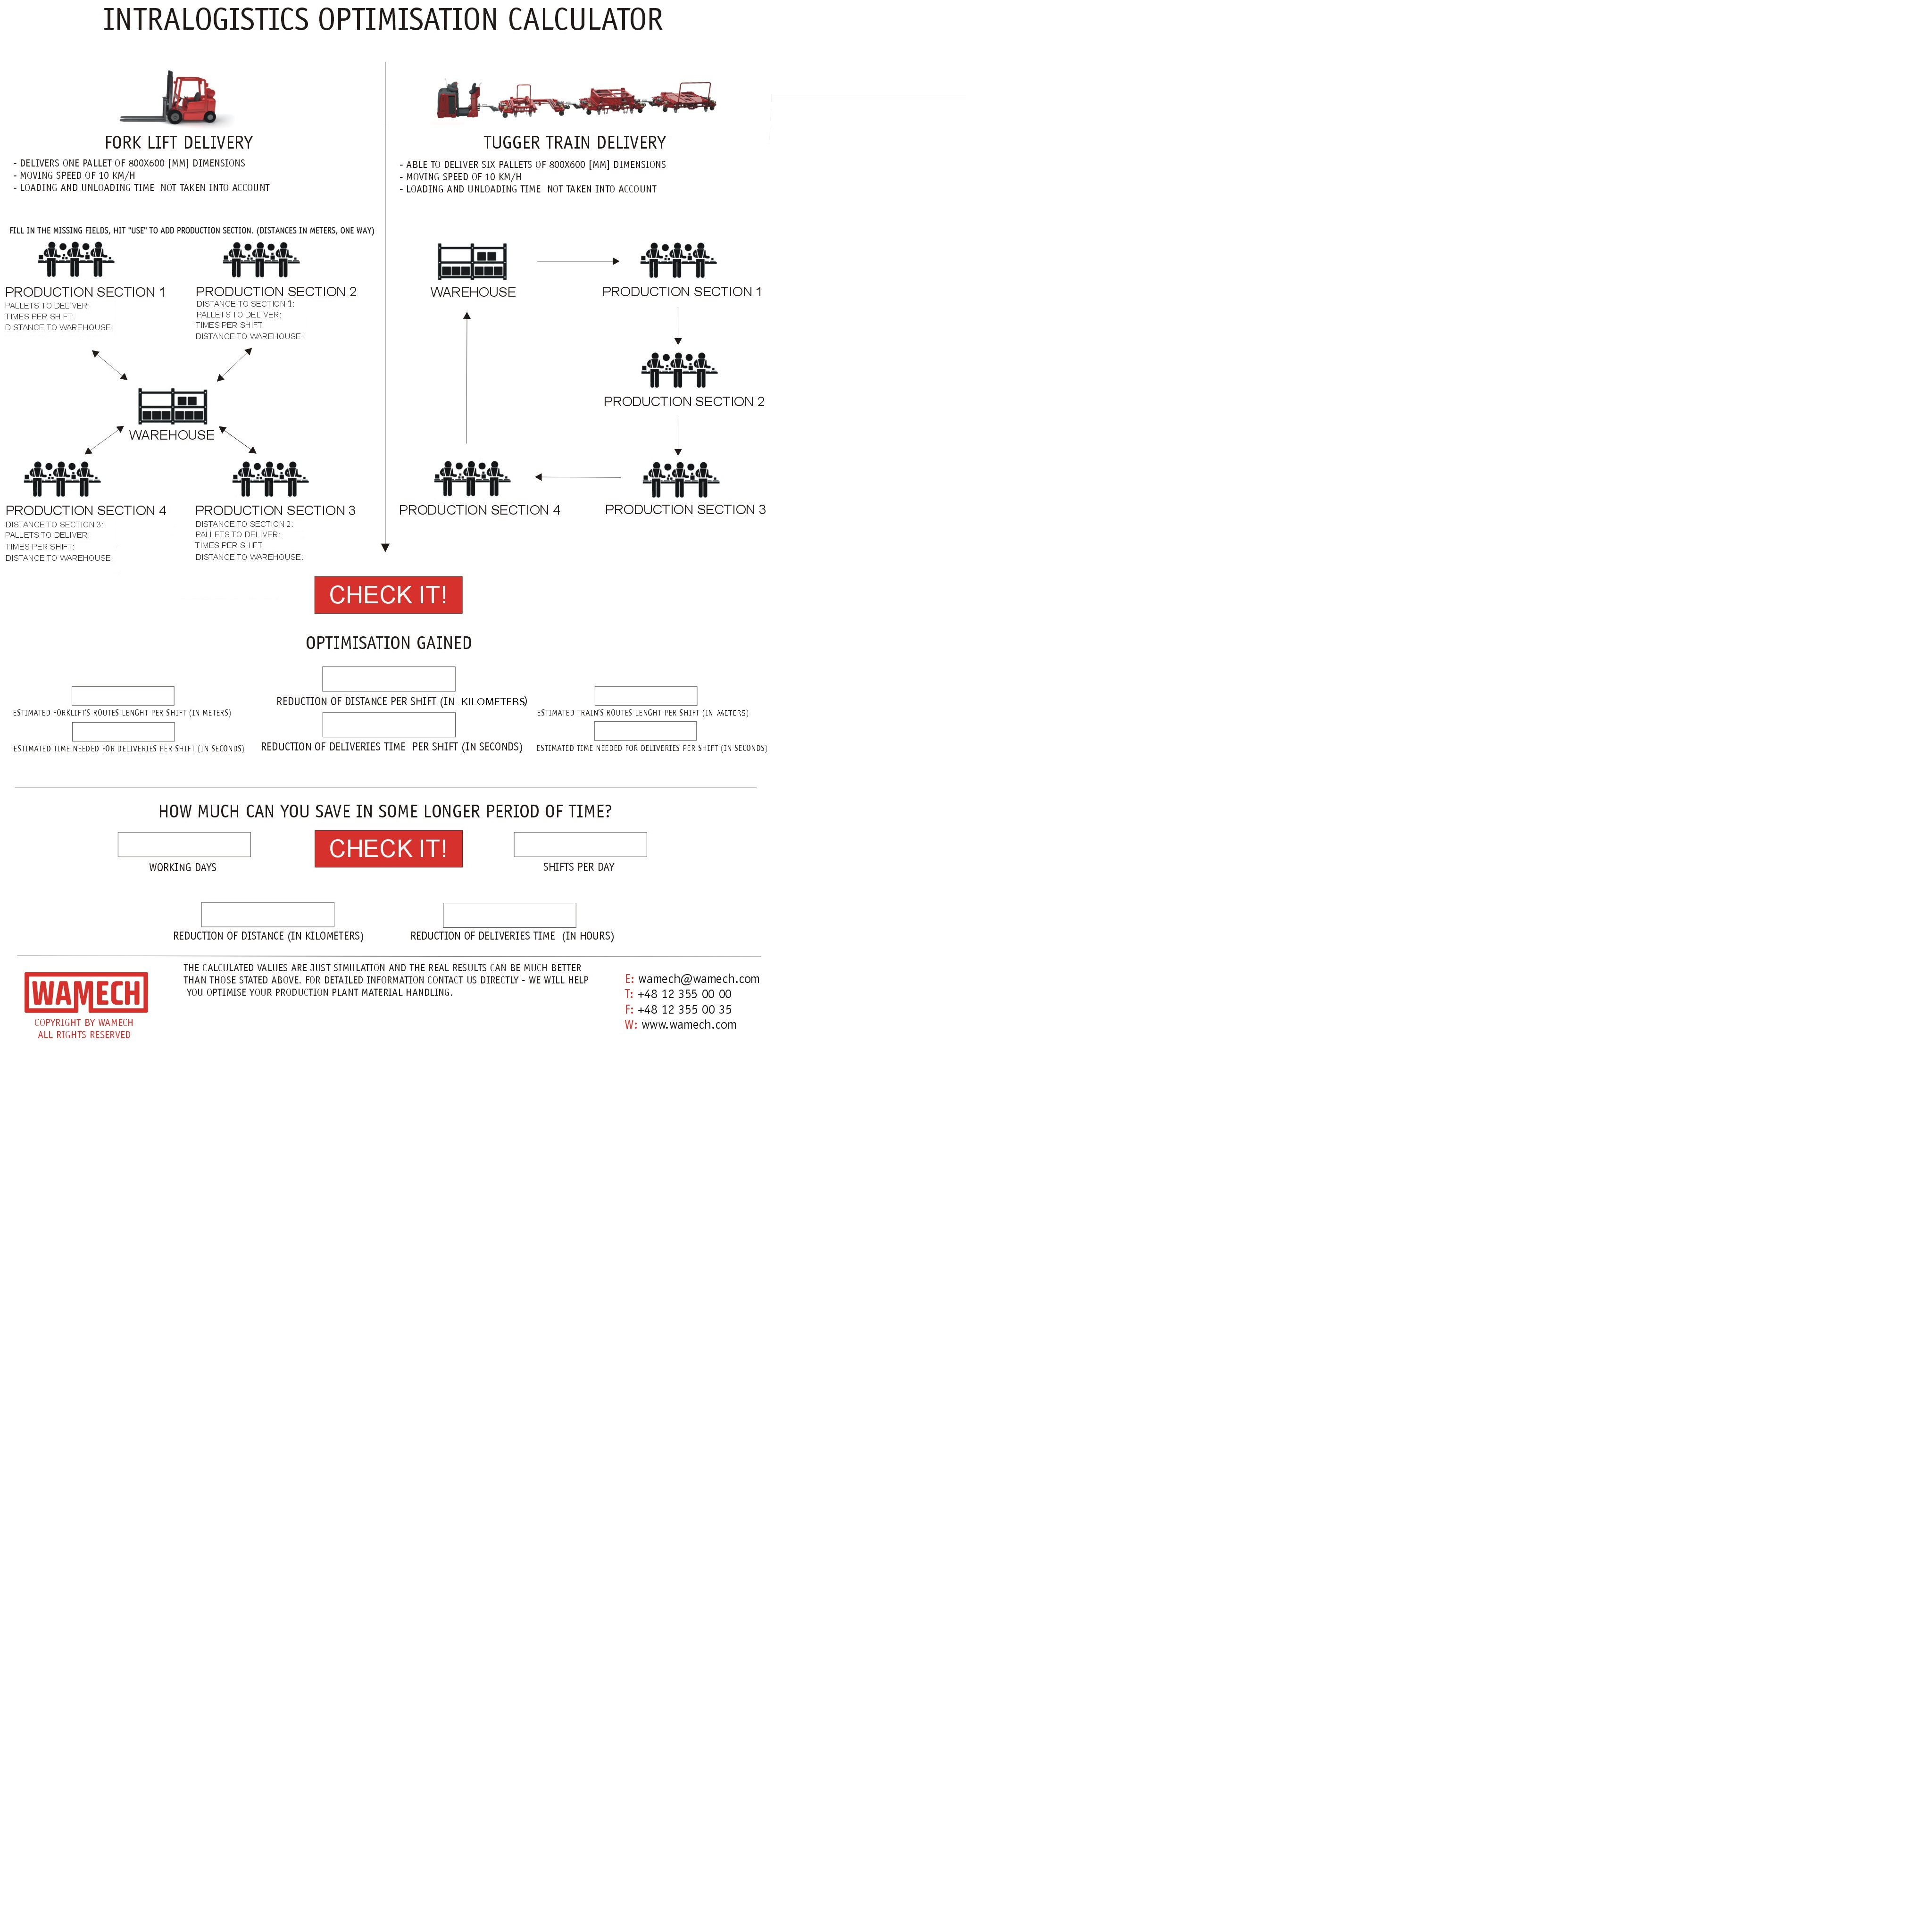 INTRALOGISTICS OPTIMISATION CALCULATOR
FORK LIFT DELIVERY
- DELIVERS ONE PALLET OF 800X600 [MM] DIMENSIONS
- MOVING SPEED OF 10 KM/H
- LOADING AND UNLOADING TIME NOT TAKEN INTO ACCOUNT
TUGGER TRAIN DELIVERY
- ABLE TO DELIVER SIX PALLETS OF 800X600 [MM] DIMENSIONS
- MOVING SPEED OF 10 KM/H
- LOADING AND UNLOADING TIME NOT TAKEN INTO ACCOUNT
FILL IN THE MISSING FIELDS, HIT "USE" TO ADD PRODUCTION SECTION. (DISTANCES IN METERS, ONE WAY)
PRODUCTION SECTION 1
PALLETS TO DELIVER:
TIMES PER SHIFT:
DISTANCE TO WAREHOUSE:
PRODUCTION SECTION 2
DISTANCE TO SECTION 1:
PALLETS TO DELIVER:
TIMES PER SHIFT:
DISTANCE TO WAREHOUSE:
WAREHOUSE
PRODUCTION SECTION 4
DISTANCE TO SECTION 3:
PALLETS TO DELIVER:
TIMES PER SHIFT:
DISTANCE TO WAREHOUSE:
PRODUCTION SECTION 3
DISTANCE TO SECTION 2:
PALLETS TO DELIVER:
TIMES PER SHIFT:
DISTANCE TO WAREHOUSE:
WAREHOUSE
PRODUCTION SECTION 1
PRODUCTION SECTION 2
PRODUCTION SECTION 4
PRODUCTION SECTION 3
CHECK IT!
OPTIMISATION GAINED
REDUCTION OF DISTANCE PER SHIFT (IN KILOMETERS)
REDUCTION OF DELIVERIES TIME PER SHIFT (IN SECONDS)
ESTIMATED FORKLIFT'S ROUTES LENGHT PER SHIFT (IN METERS)
ESTIMATED TIME NEEDED FOR DELIVERIES PER SHIFT (IN SECONDS)
ESTIMATED TRAIN'S ROUTES LENGHT PER SHIFT (IN METERS)
ESTIMATED TIME NEEDED FOR DELIVERIES PER SHIFT (IN SECONDS)
HOW MUCH CAN YOU SAVE IN SOME LONGER PERIOD OF TIME?
WORKING DAYS
CHECK IT!
SHIFTS PER DAY
REDUCTION OF DISTANCE (IN KILOMETERS)
REDUCTION OF DELIVERIES TIME (IN HOURS)
WAMECH
COPYRIGHT BY WAMECH
ALL RIGHTS RESERVED
THE CALCULATED VALUES ARE JUST SIMULATION AND THE REAL RESULTS CAN BE MUCH BETTER
THAN THOSE STATED ABOVE. FOR DETAILED INFORMATION CONTACT US DIRECTLY - WE WILL HELP
YOU OPTIMISE YOUR PRODUCTION PLANT MATERIAL HANDLING.
E: wamech@wamech.com
T: +48 12 355 00 00
F: +48 12 355 00 35
W: www.wamech.com